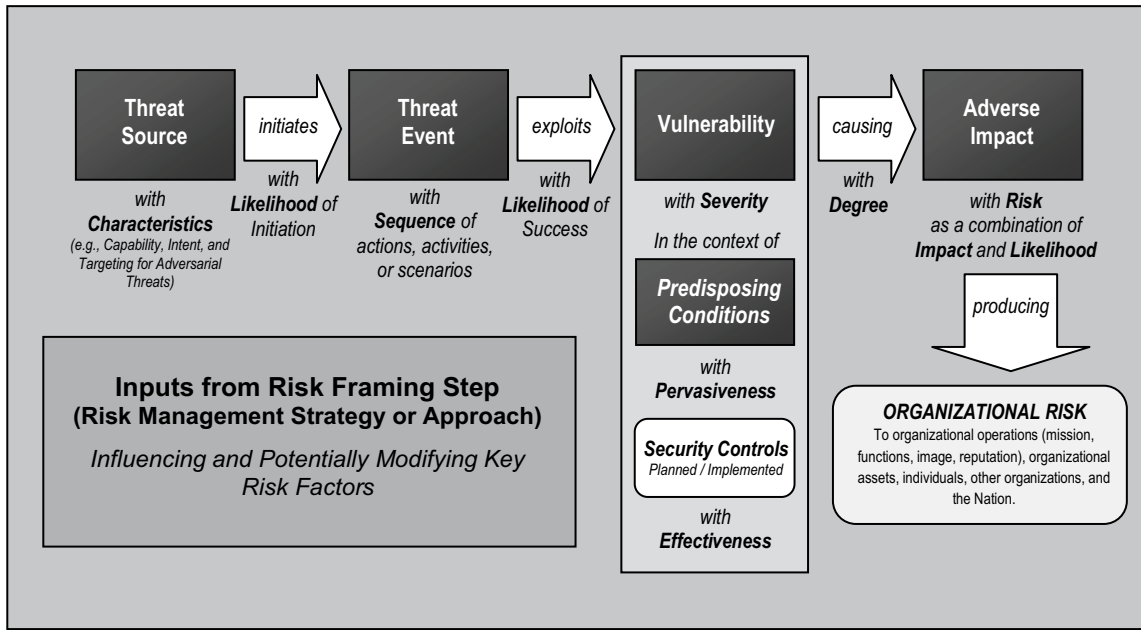 Threat
Source
initiates
Threat
Event
exploits
Vulnerability
causing
Adverse
Impact
with
Characteristics
(e.g., Capability, Intent, and
Targeting for Adversarial
Threats)
with
Likelihood of
Initiation
with
Sequence of
actions, activities,
or scenarios
with
Likelihood of
Success
with Severity
In the context of
Predisposing
Conditions
with
Pervasiveness
Security Controls
Planned / Implemented
with
Effectiveness
with
Degree
with Risk
as a combination of
Impact and Likelihood
producing
ORGANIZATIONAL RISK
To organizational operations (mission,
functions, image, reputation), organizational
assets, individuals, other organizations, and
the Nation.
Inputs from Risk Framing Step
(Risk Management Strategy or Approach)
Influencing and Potentially Modifying Key
Risk Factors